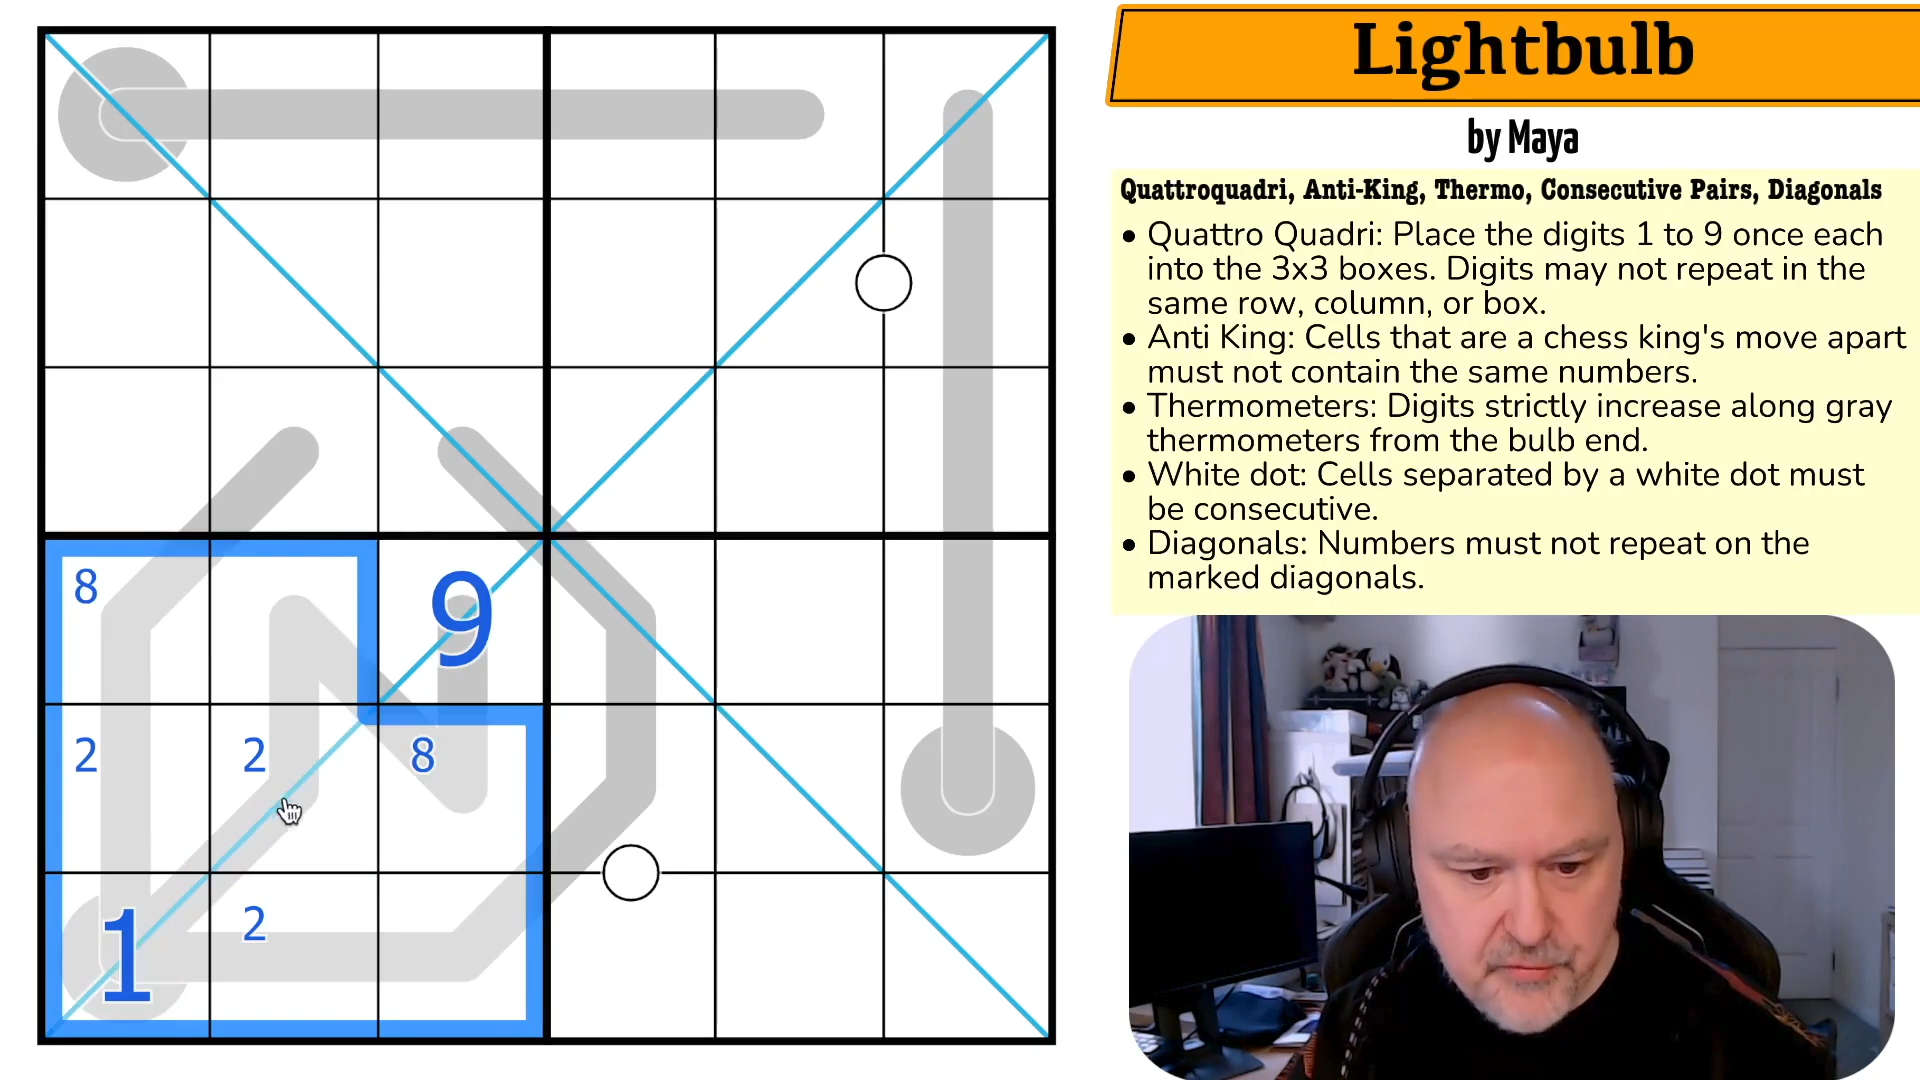 Lightbulb
by Maya
Quattroquadri, Anti-King, Thermo, Consecutive Pairs, Diagonals
• Quattro Quadri: Place the digits 1 to 9 once each
into the 3x3 boxes. Digits may not repeat in the
same row, column, or box.
• Anti King: Cells that are a chess king's move apart
must not contain the same numbers.
• Thermometers: Digits strictly increase along gray
thermometers from the bulb end.
• White dot: Cells separated by a white dot must
be consecutive.
• Diagonals: Numbers must not repeat on the
marked diagonals.
8 9
2 2 8
1 2